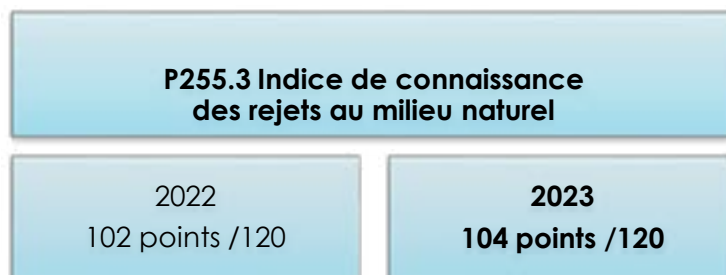 P255.3 Indice de connaissance
des rejets au milieu naturel
2022
102 points /120
2023
104 points /120